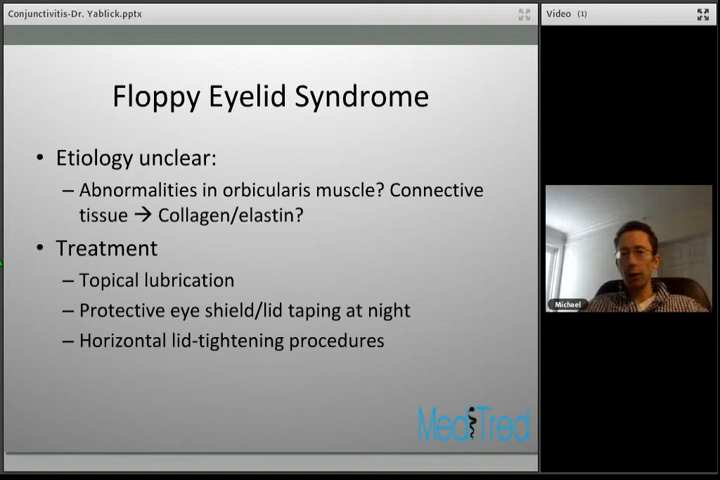 Conjunctivitis-Dr. Yablick.pptx
Video (1)
Floppy Eyelid Syndrome
• Etiology unclear:
– Abnormalities in orbicularis muscle? Connective
tissue → Collagen/elastin?
• Treatment
– Topical lubrication
– Protective eye shield/lid taping at night
– Horizontal lid-tightening procedures
Michael
MedTred